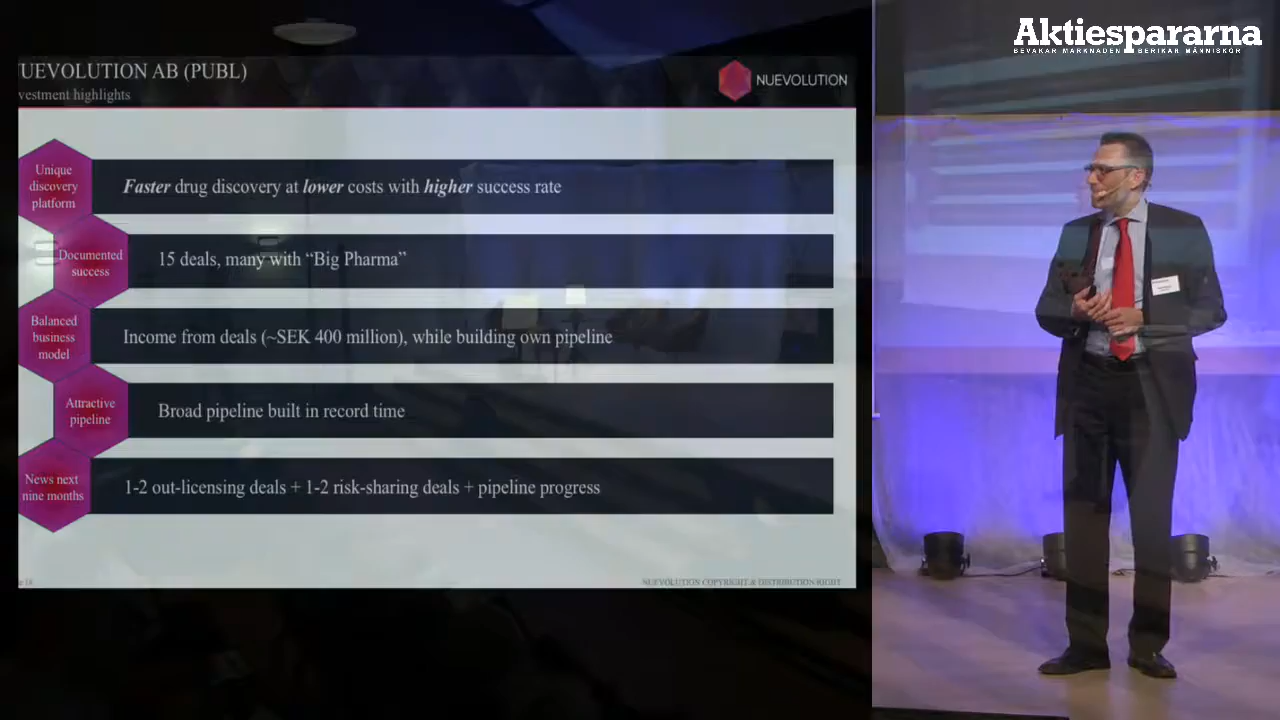 Aktiespararna
BEVAKAR MARKNADEN BERIKAR MÄNNISKOR
UEVOLUTION AB (PUBL)
vestment highlights
NUEVOLUTION
Unique
discovery
platform
Faster drug discovery at lower costs with higher success rate
Documented
success
15 deals, many with “Big Pharma”
Balanced
business
model
Income from deals (~SEK 400 million), while building own pipeline
Attractive
pipeline
Broad pipeline built in record time
News next
nine months
1-2 out-licensing deals + 1-2 risk-sharing deals + pipeline progress
NUEVOLUTION COPYRIGHT & DISTRIBUTION RIGHT